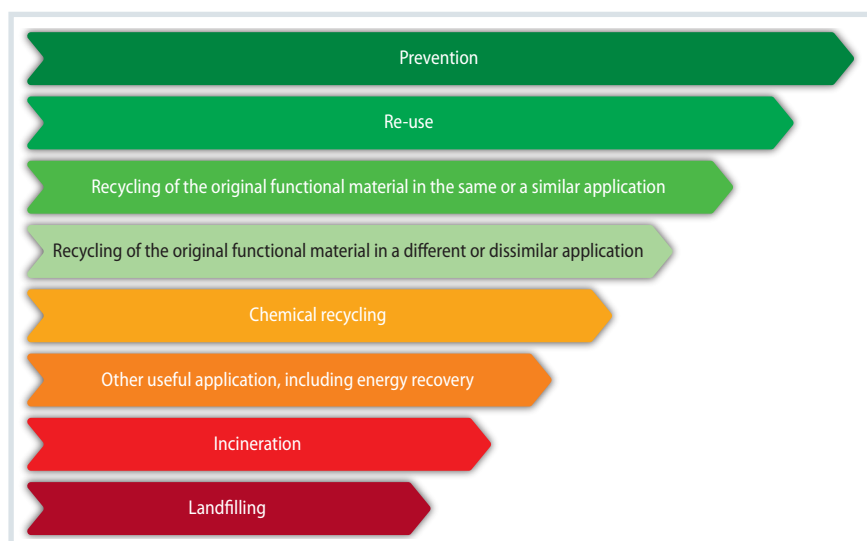 Prevention
Re-use
Recycling of the original functional material in the same or a similar application
Recycling of the original functional material in a different or dissimilar application
Chemical recycling
Other useful application, including energy recovery
Incineration
Landfilling